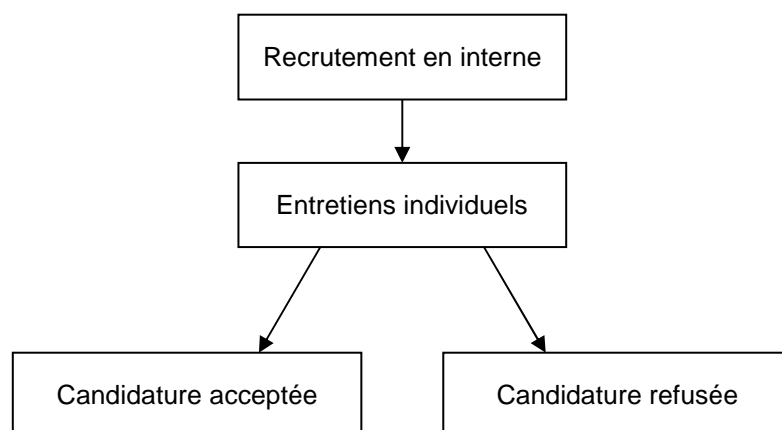 Recrutement en interne
Entretiens individuels
Candidature acceptée
Candidature refusée